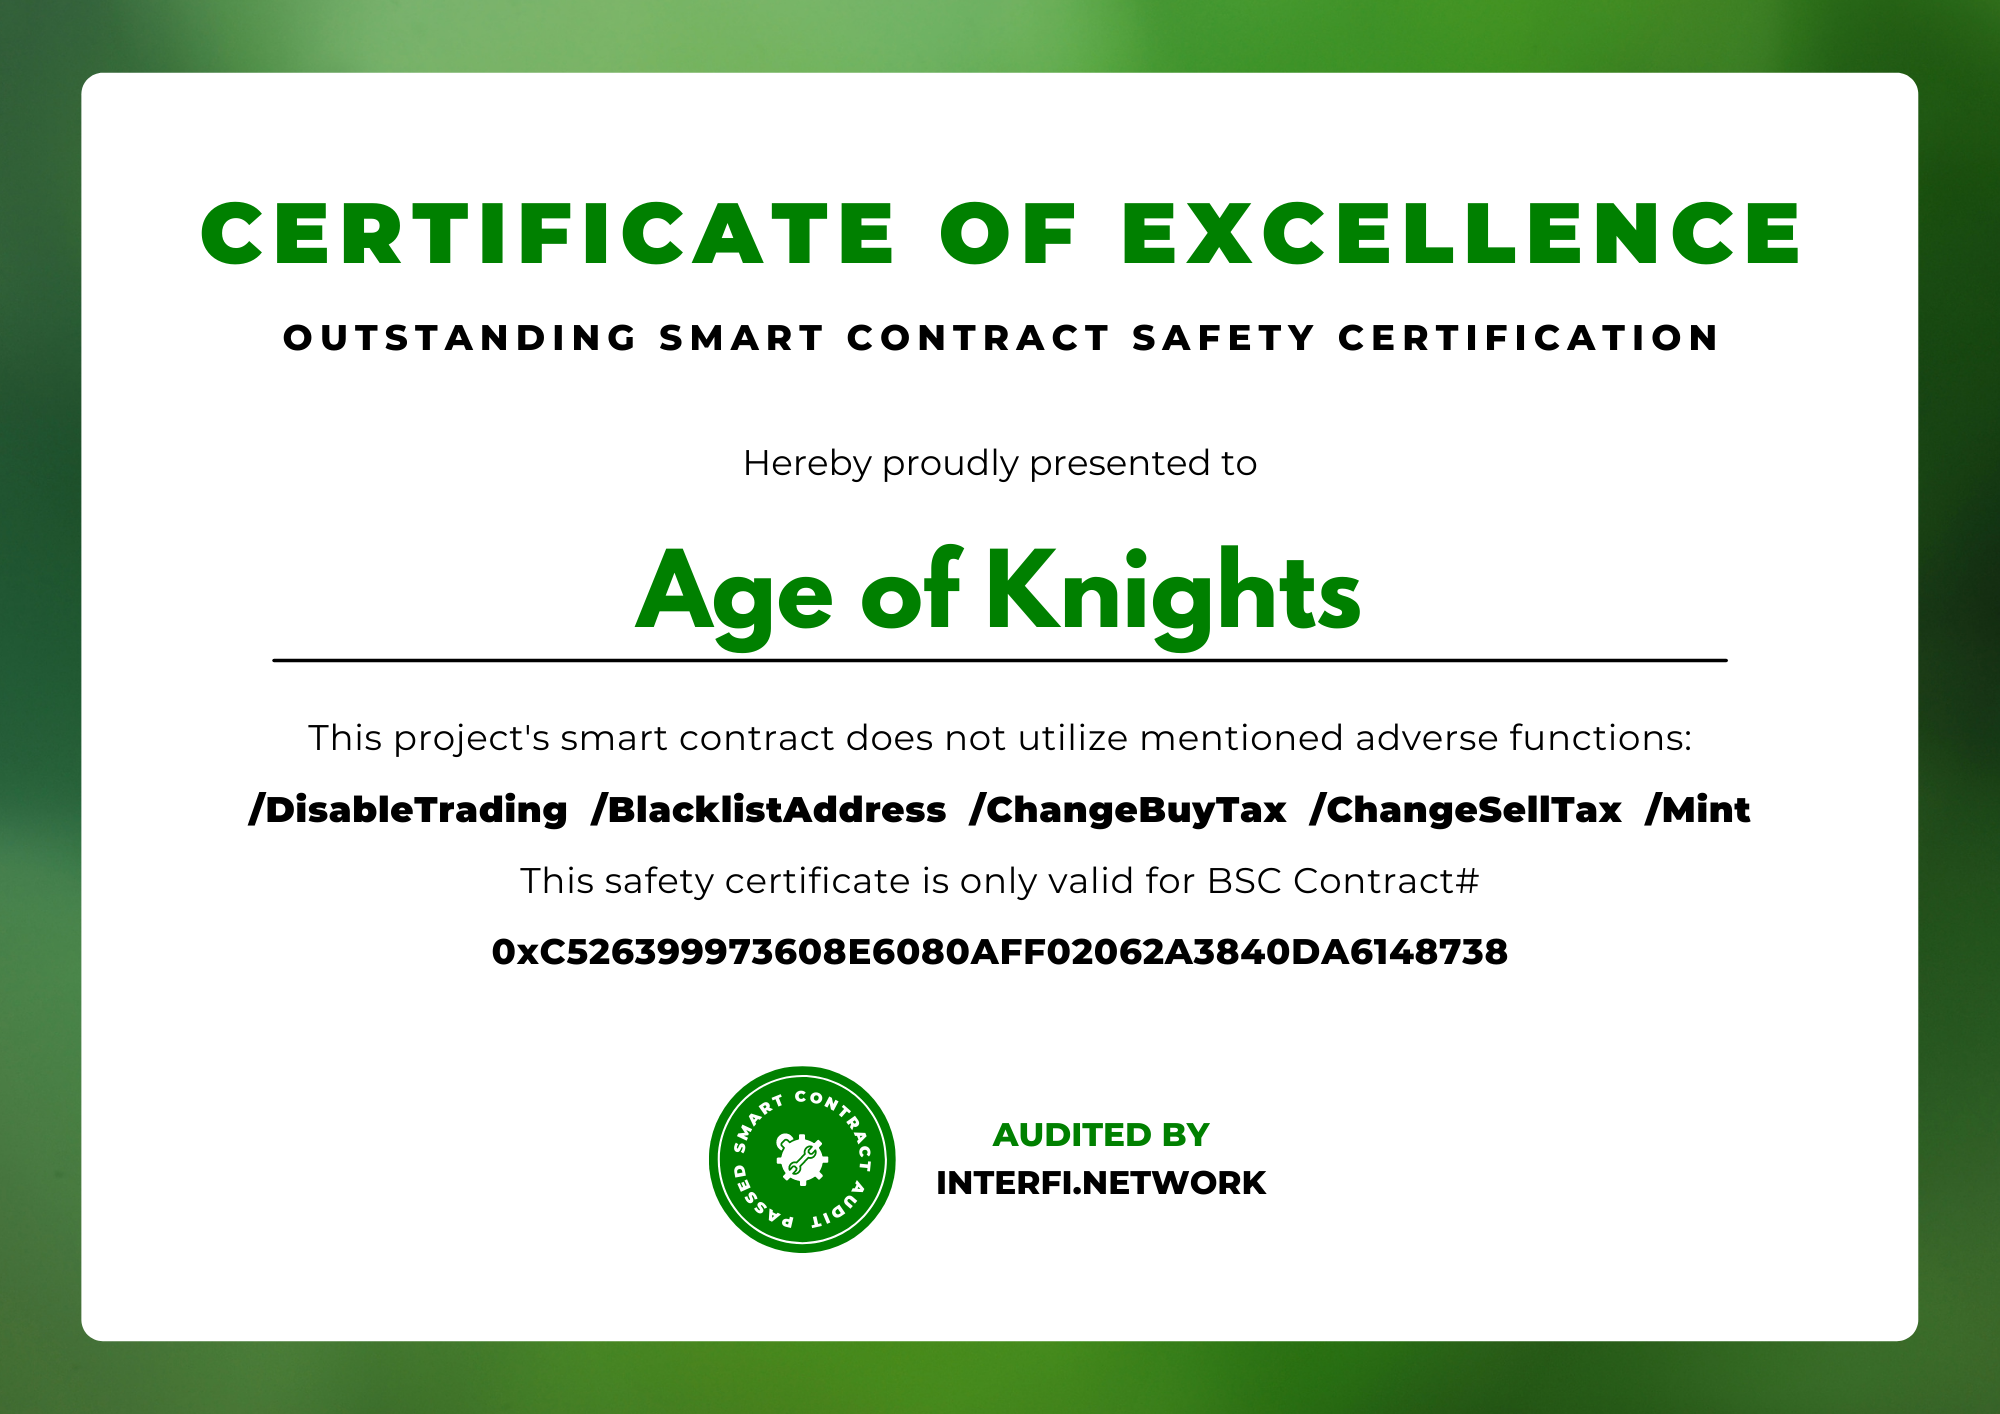 CERTIFICATE OF EXCELLENCE
OUTSTANDING SMART CONTRACT SAFETY CERTIFICATION
Hereby proudly presented to
Age of Knights
This project's smart contract does not utilize mentioned adverse functions:
/DisableTrading /BlacklistAddress /ChangeBuyTax /ChangeSellTax /Mint
This safety certificate is only valid for BSC Contract#
0xC526399973608E6080AFF02062A3840DA6148738
PASSED SMART CONTRACT AUDIT
AUDITED BY
INTERFI.NETWORK